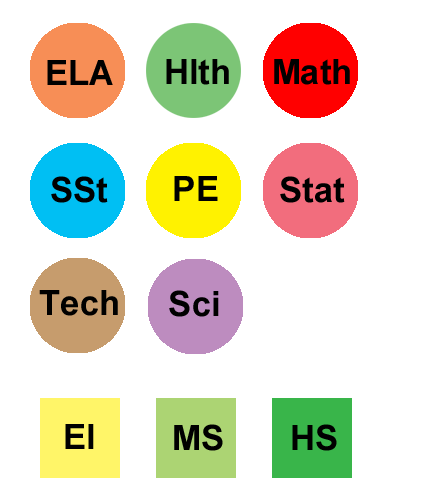 ELA Hlth Math
SSt PE Stat
Tech Sci
El MS HS